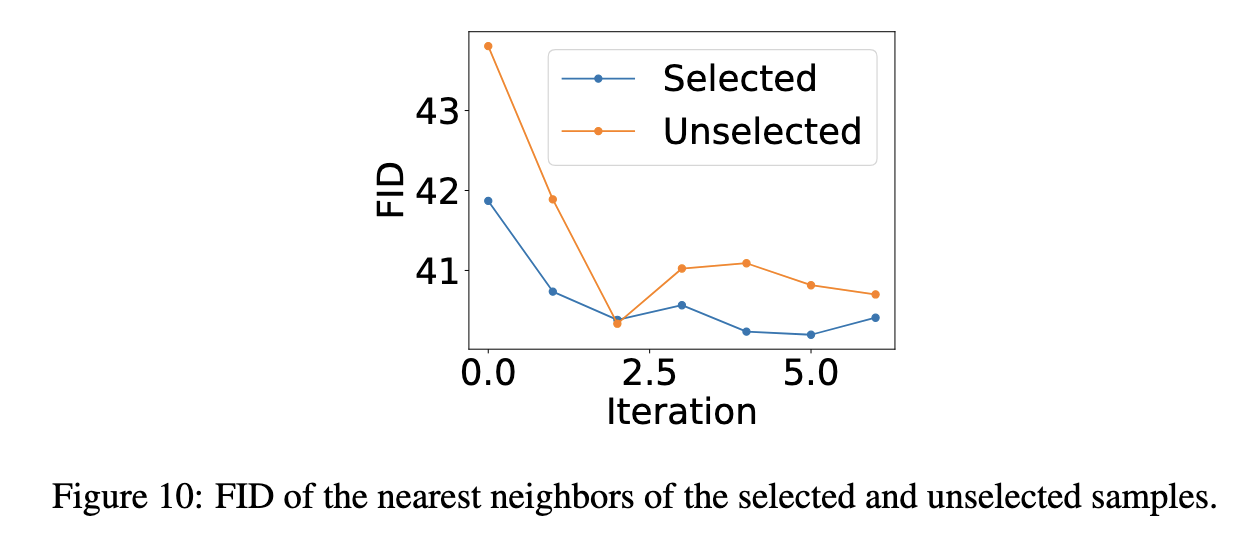 Selected
Unselected
43
42
41
FID
0.0 2.5 5.0
Iteration
Figure 10: FID of the nearest neighbors of the selected and unselected samples.